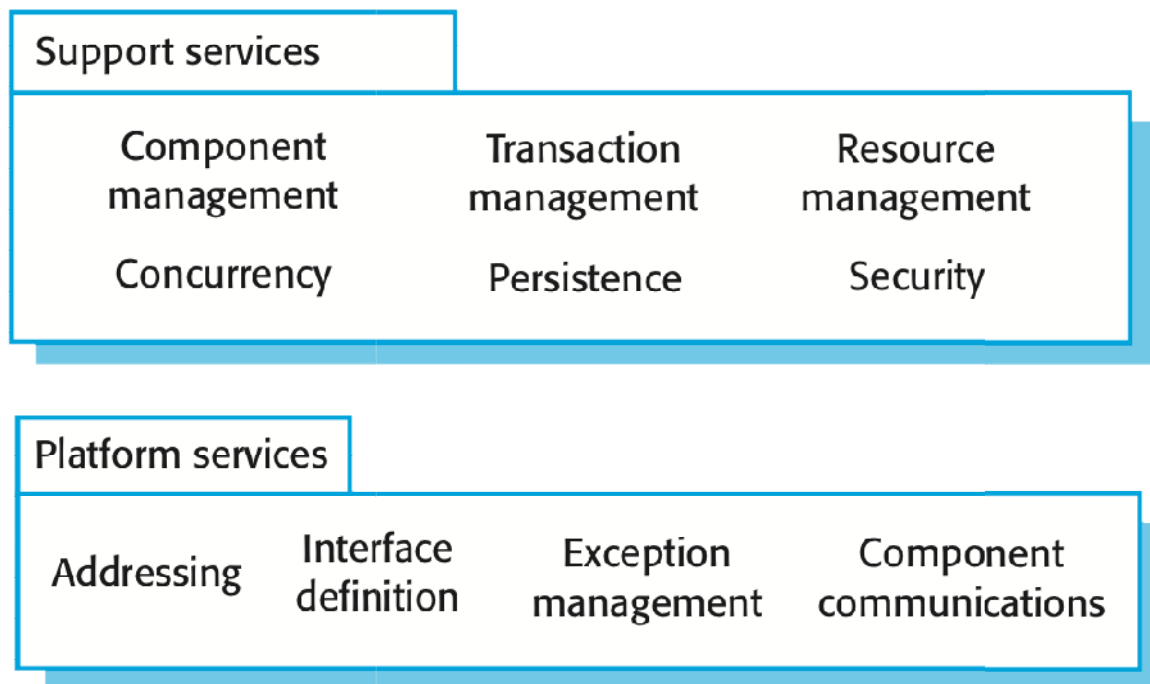 Support services
Component Transaction Resource
management management management
Concurrency Persistence Security
Platform services
Addressing Interface Exception Component
definition management communications